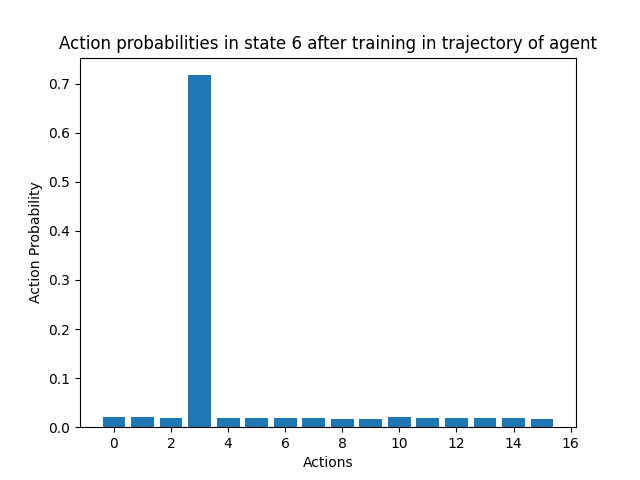 Action probabilities in state 6 after training in trajectory of agent
0.7
0.6
0.5
0.4
0.3
0.2
0.1
0.0
Action Probability
0 2 4 6 8 10 12 14 16
Actions